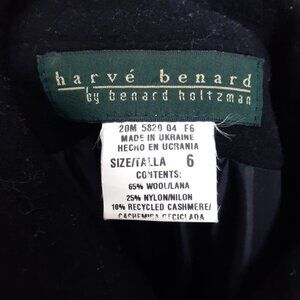 harvé benard
by benard holtzman
20M 5820 04 F6
MADE IN UKRAINE
HECHO EN UCRANIA
SIZE/TALLA 6
CONTENTS:
65% WOOL/LANA
25% NYLON/NILON
10% RECYCLED CASHMERE/
CACHEMIRA RECICLADA